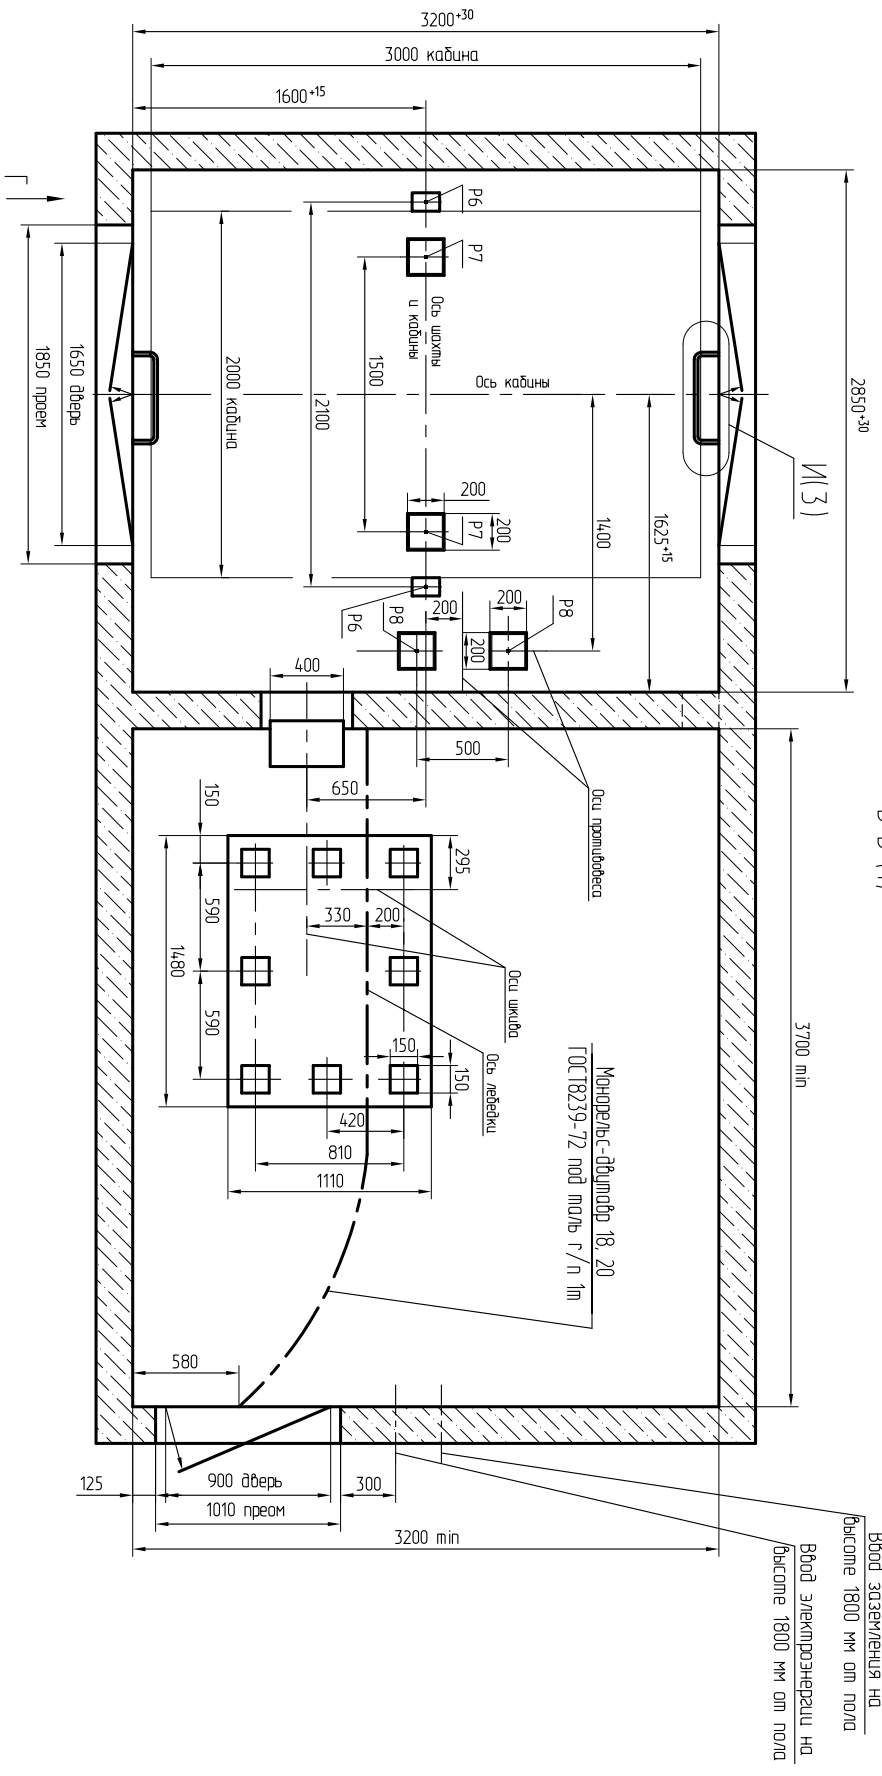 3200+30
3000 кабина
1600+15
Г
2850+30
И(3)
Р6
Р7
Ось шахты
и кабины
Ось кабины
1500
2100
2000 кабина
1650 дверь
1850 проем
1400
1625+15
200
200
Р7
Р6
Р8
200
200
Р8
200
400
500
650
Оси противовеса
3700 min
150
295
590
330
200
1480
590
Оси шкива
Ось лебедки
150
150
420
810
1110
Монорельс-двутавр 18, 20
ГОСТ8239-72 под таль г/п 1т
580
125
900 дверь
1010 преом
300
3200 min
Ввод заземления на
высоте 1800 мм от пола
Ввод электроэнергии на
высоте 1800 мм от пола